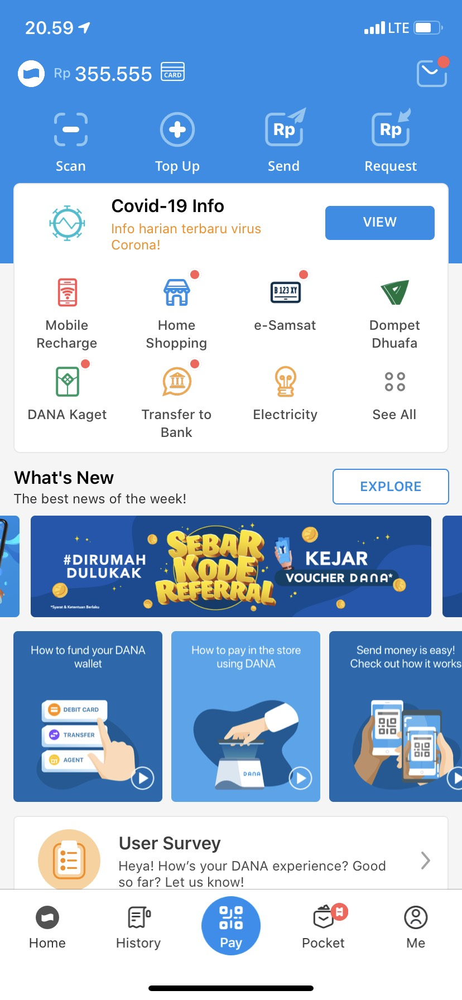 20.59
LTE
Rp 355.555
CARD
Rp
Rp
Scan
Top Up
Send
Request
Covid-19 Info
Info harian terbaru virus
Corona!
VIEW
B 123 XY
Mobile
Recharge
Home
Shopping
e-Samsat
Dompet
Dhuafa
DANA Kaget
Transfer to
Bank
Electricity
See All
What's New
The best news of the week!
EXPLORE
#DIRUMAH
DULUKAK
*Syarat & Ketentuan Berlaku
SEBAR
KODE
REFERRAL
KEJAR
VOUCHER DANA*
How to fund your DANA
wallet
DEBIT CARD
TRANSFER
AGENT
How to pay in the store
using DANA
DANA
Send money is easy!
Check out how it works
User Survey
Heya! How's your DANA experience? Good
so far? Let us know!
Home
History
Pay
Pocket
Me